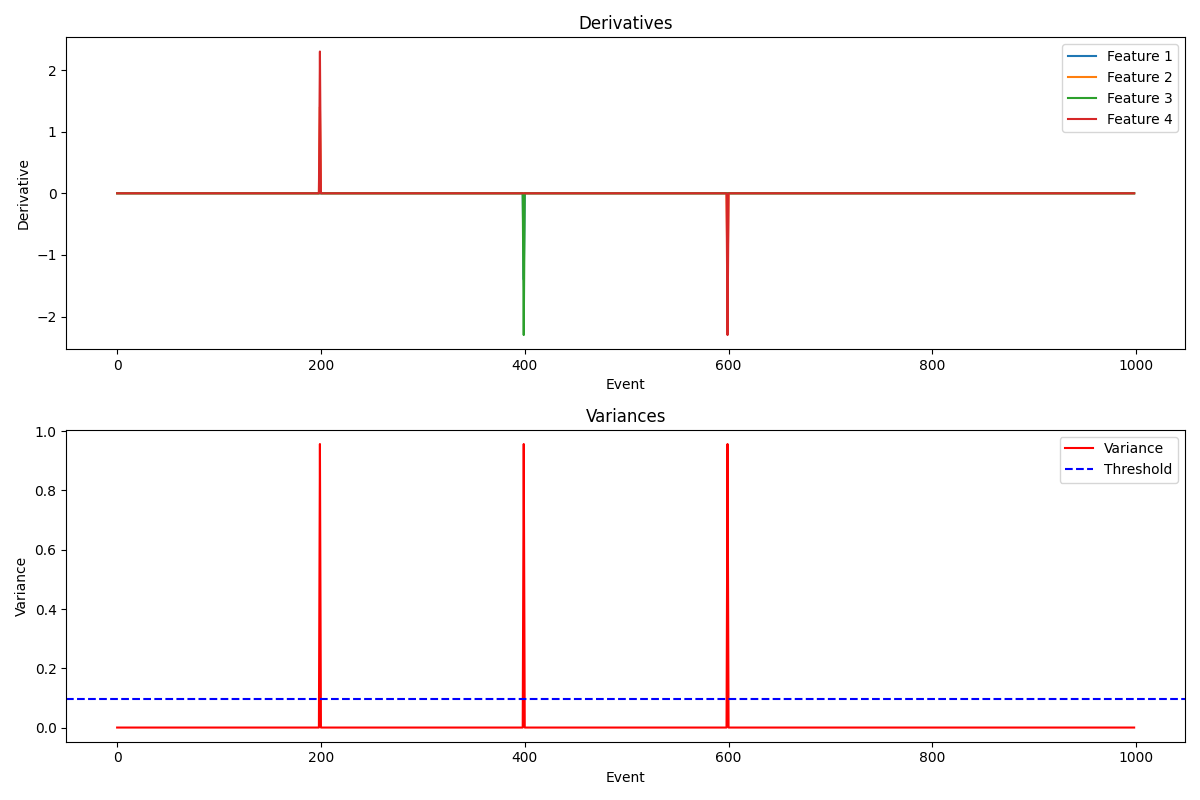 Derivatives
Feature 1
Feature 2
Feature 3
Feature 4
2
1
0
−1
−2
Derivative
0 200 400 600 800 1000
Event
Variances
Variance
Threshold
1.0
0.8
0.6
0.4
0.2
0.0
Variance
0 200 400 600 800 1000
Event